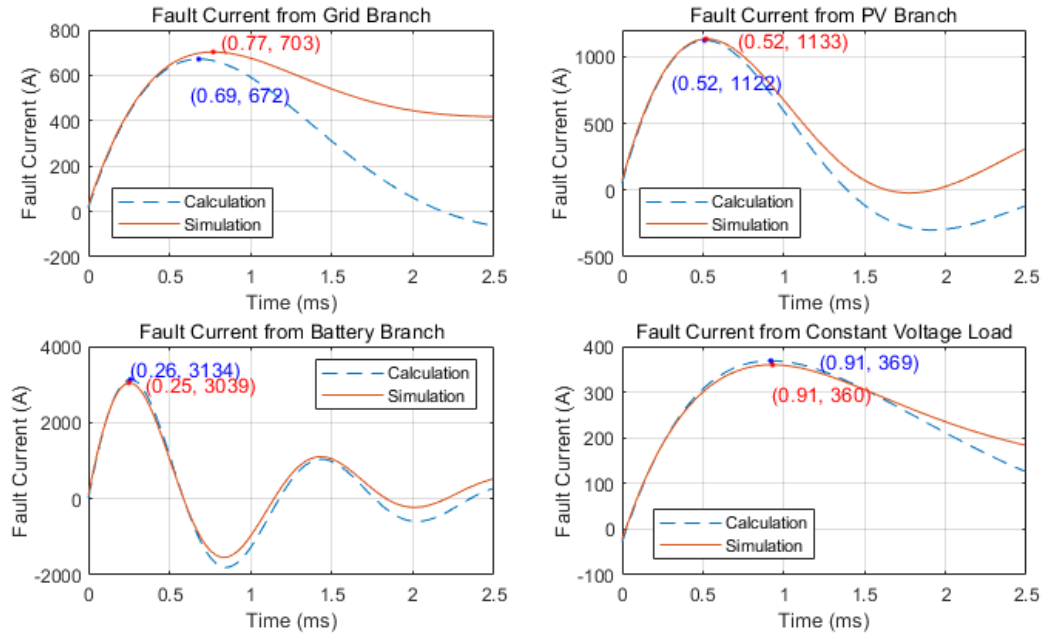 Fault Current from Grid Branch
800
600
400
200
0
-200
Fault Current (A)
(0.77, 703)
(0.69, 672)
Calculation
Simulation
0 0.5 1 1.5 2 2.5
Time (ms)
Fault Current from PV Branch
1000
500
0
-500
Fault Current (A)
(0.52, 1133)
(0.52, 1122)
Calculation
Simulation
0 0.5 1 1.5 2 2.5
Time (ms)
Fault Current from Battery Branch
4000
2000
0
-2000
Fault Current (A)
(0.26, 3134)
(0.25, 3039)
Calculation
Simulation
0 0.5 1 1.5 2 2.5
Time (ms)
Fault Current from Constant Voltage Load
400
300
200
100
0
-100
Fault Current (A)
(0.91, 369)
(0.91, 360)
Calculation
Simulation
0 0.5 1 1.5 2 2.5
Time (ms)